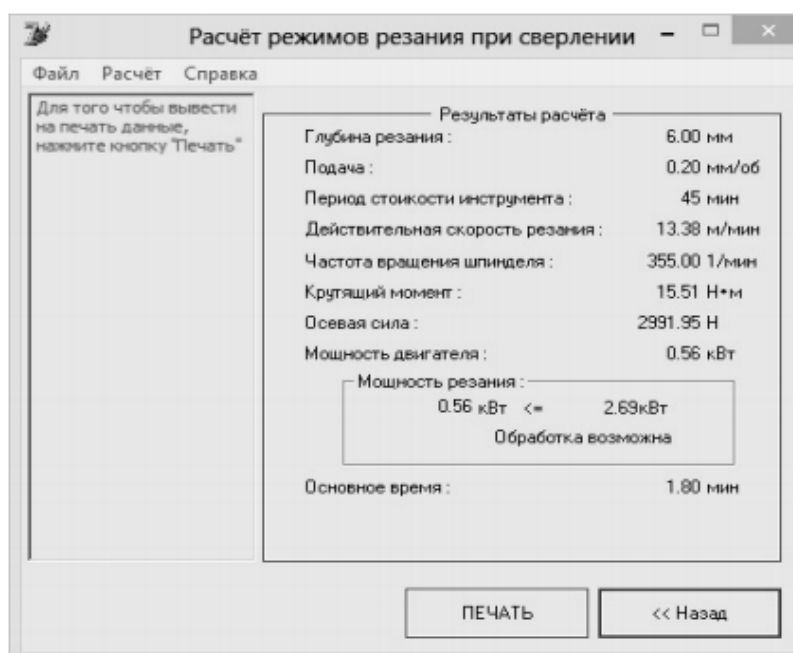 Расчёт режимов резания при сверлении
Файл Расчёт Справка
Для того чтобы вывести
на печать данные,
нажмите кнопку "Печать"
Результаты расчёта
Глубина резания : 6.00 мм
Подача : 0.20 мм/об
Период стоикости инструмента : 45 мин
Действительная скорость резания : 13.38 м/мин
Частота вращения шпинделя : 355.00 1/мин
Крутящий момент : 15.51 Н•м
Осевая сила : 2991.95 Н
Мощность двигателя : 0.56 кВт
Мощность резания :
0.56 кВт <= 2.69кВт
Обработка возможна
Основное время : 1.80 мин
ПЕЧАТЬ << Назад